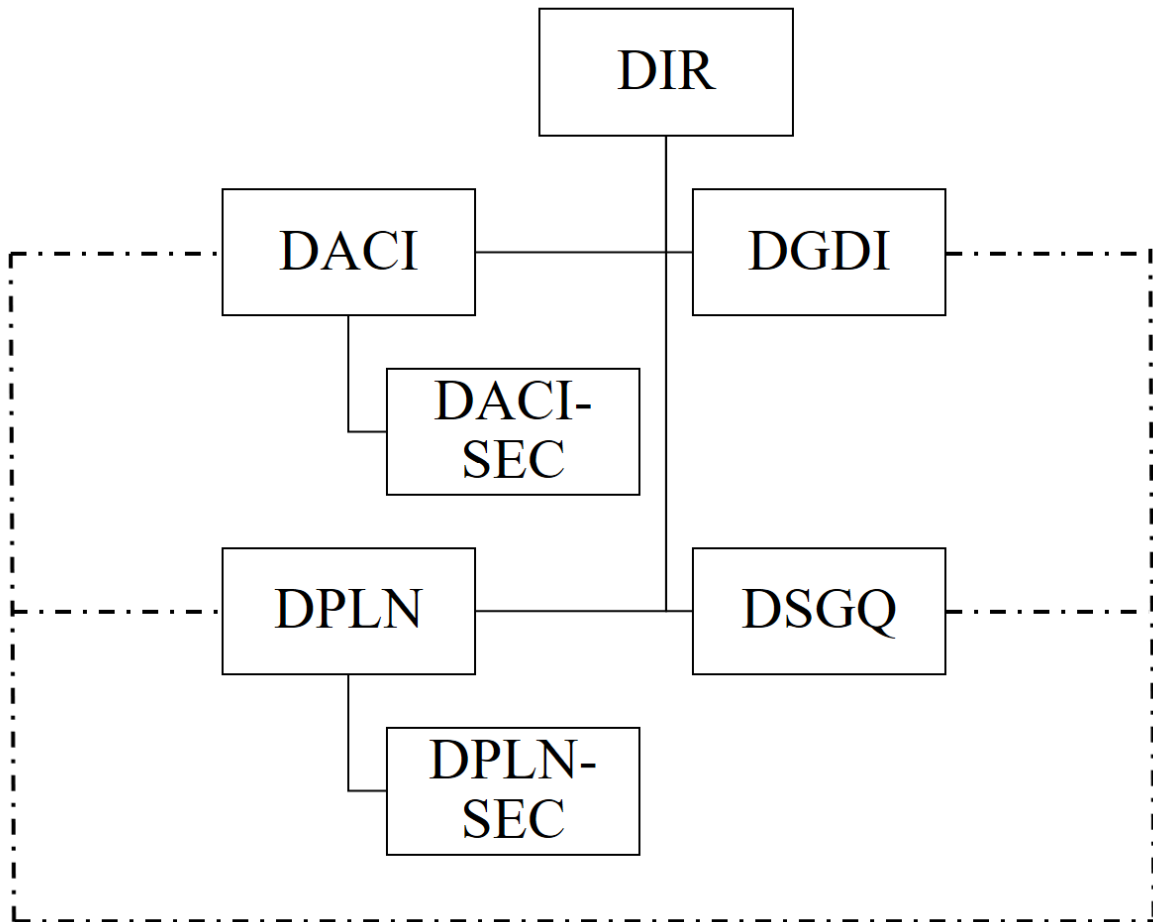 DIR
DACI
DGDI
DACI-
SEC
DPLN
DSGQ
DPLN-
SEC